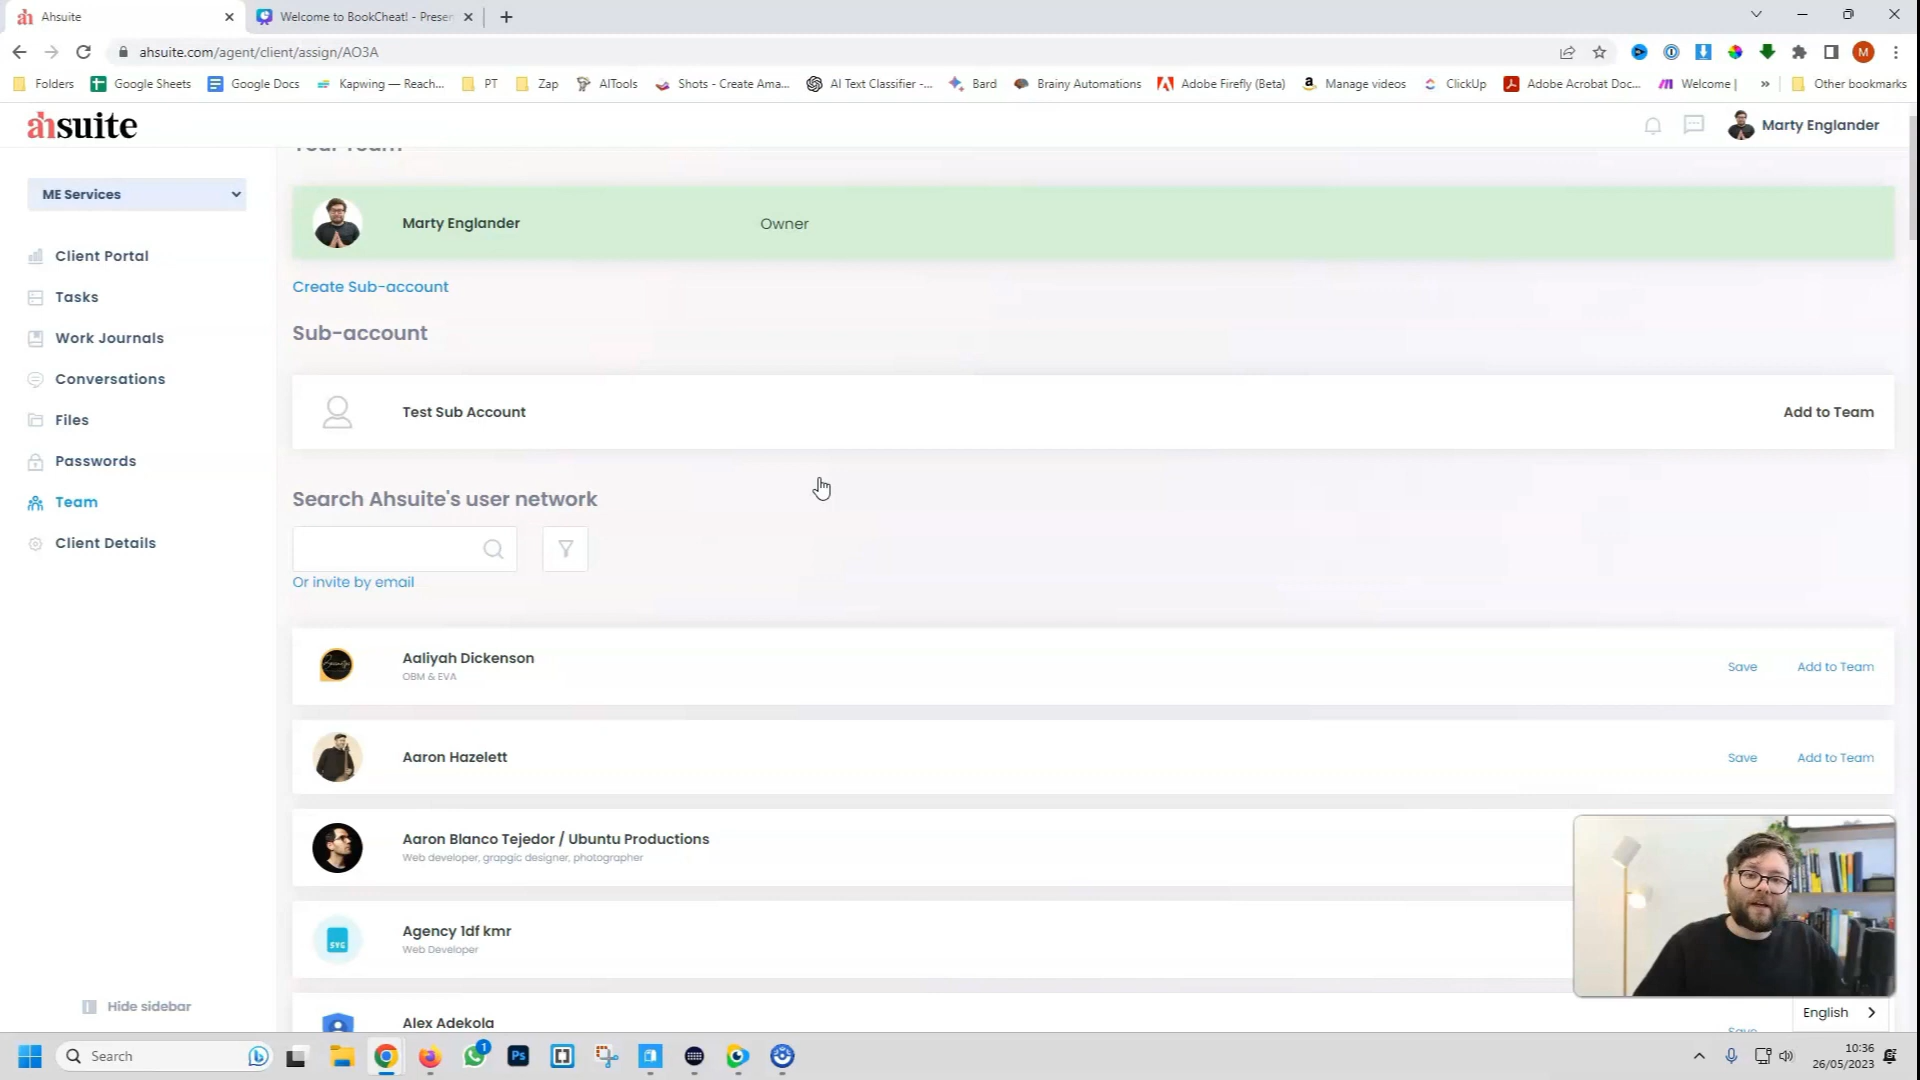 Ahsuite
Welcome to BookCheat! - Presen
ahsuite.com/agent/client/assign/AO3A
M
Folders
Google Sheets
Google Docs
Kapwing — Reach...
PT
Zap
AITools
Shots - Create Ama...
AI Text Classifier -...
Bard
Brainy Automations
Adobe Firefly (Beta)
Manage videos
ClickUp
Adobe Acrobat Doc...
Welcome |
»
Other bookmarks
ahsuite
Marty Englander
ME Services
Your Team
Marty Englander
Owner
Client Portal
Create Sub-account
Tasks
Sub-account
Work Journals
Conversations
Test Sub Account
Add to Team
Files
Passwords
Search Ahsuite's user network
Team
Client Details
Or invite by email
Aaliyah Dickenson
OBM & EVA
Save
Add to Team
Aaron Hazelett
Save
Add to Team
Aaron Blanco Tejedor / Ubuntu Productions
Web developer, grapgic designer, photographer
SYC
Agency 1df kmr
Web Developer
Hide sidebar
Alex Adekola
Save
English
Search
1
Ps
10:36
26/05/2023